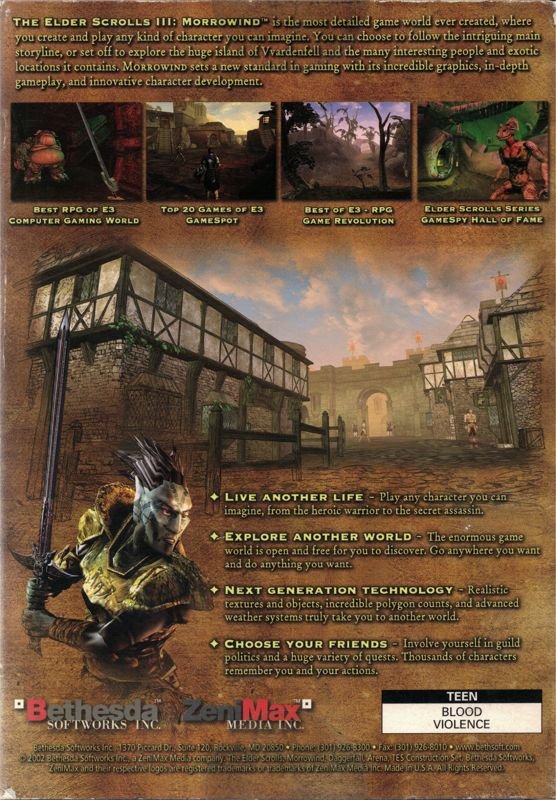 THE ELDER SCROLLS III: MORROWIND™ is the most detailed game world ever created, where
you create and play any kind of character you can imagine. You can choose to follow the intriguing main
storyline, or set off to explore the huge island of Vvardenfell and the many interesting people and exotic
locations it contains. MORROWIND sets a new standard in gaming with its incredible graphics, in-depth
gameplay, and innovative character development.
BEST RPG OF E3
COMPUTER GAMING WORLD
TOP 20 GAMES OF E3
GAMESPOT
BEST OF E3 - RPG
GAME REVOLUTION
ELDER SCROLLS SERIES
GAMESPY HALL OF FAME
LIVE ANOTHER LIFE - Play any character you can
imagine, from the heroic warrior to the secret assassin.
EXPLORE ANOTHER WORLD - The enormous game
world is open and free for you to discover. Go anywhere you want
and do anything you want.
NEXT GENERATION TECHNOLOGY - Realistic
textures and objects, incredible polygon counts, and advanced
weather systems truly take you to another world.
CHOOSE YOUR FRIENDS - Involve yourself in guild
politics and a huge variety of quests. Thousands of characters
remember you and your actions.
Bethesda™
SOFTWORKS INC.
ZeniMax™
MEDIA INC.
TEEN
BLOOD
VIOLENCE
Bethesda Softworks Inc. • 1370 Piccard Dr., Suite 120, Rockville, MD 20850 • Phone: (301) 926-8300 • Fax: (301) 926-8010 • www.bethsoft.com
© 2002 Bethesda Softworks Inc., a ZeniMax Media company. The Elder Scrolls, Morrowind, Daggerfall, Arena, TES Construction Set, Bethesda Softworks,
ZeniMax and their respective logos are registered trademarks or trademarks of ZeniMax Media Inc. Made in U.S.A. All Rights Reserved.